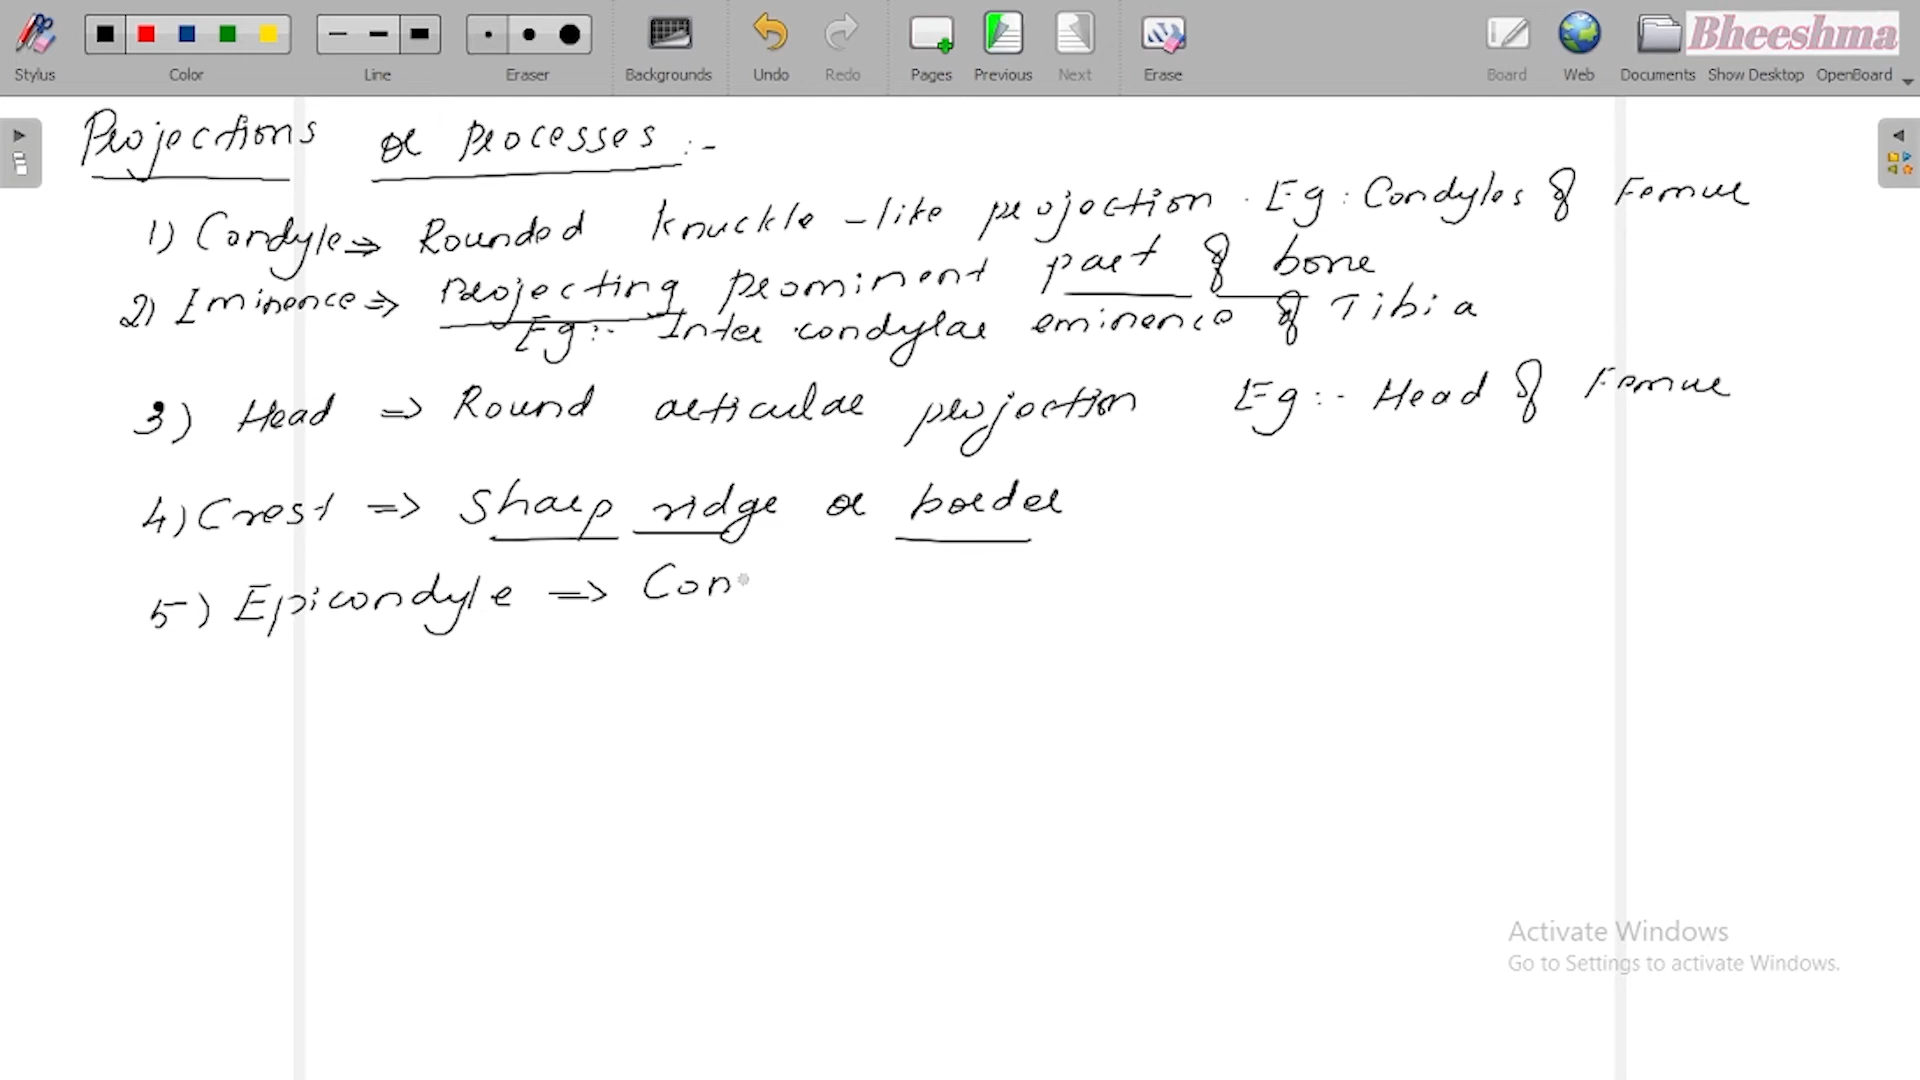 Stylus Color Line Eraser Backgrounds Undo Redo Pages Previous Next Erase Board Web Documents Show Desktop OpenBoard
Bheeshma
Projections or Processes :-
1) Condyle ⇒ Rounded knuckle-like projection . Eg : Condyles of Femur
2) Eminence ⇒ Projecting prominent part of bone
Eg :- Inter condylar eminence of Tibia
3) Head ⇒ Round articular projection Eg :- Head of Femur
4) Crest ⇒ Sharp ridge or border
5) Epicondyle ⇒ Con
Activate Windows
Go to Settings to activate Windows.